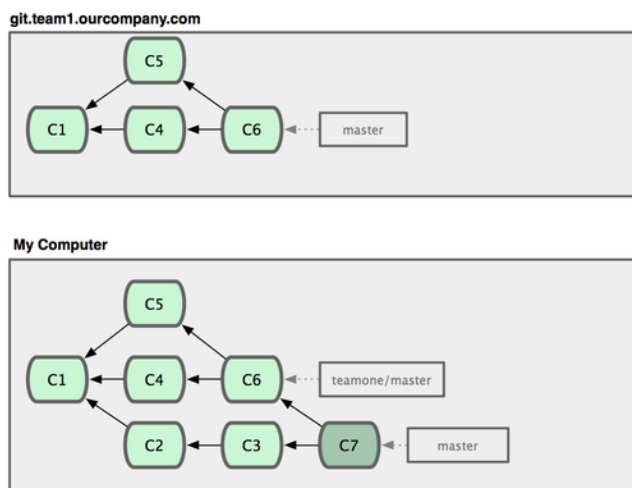 git.team1.ourcompany.com
C5
C1 C4 C6 master
My Computer
C5
C1 C4 C6 teamone/master
C2 C3 C7 master